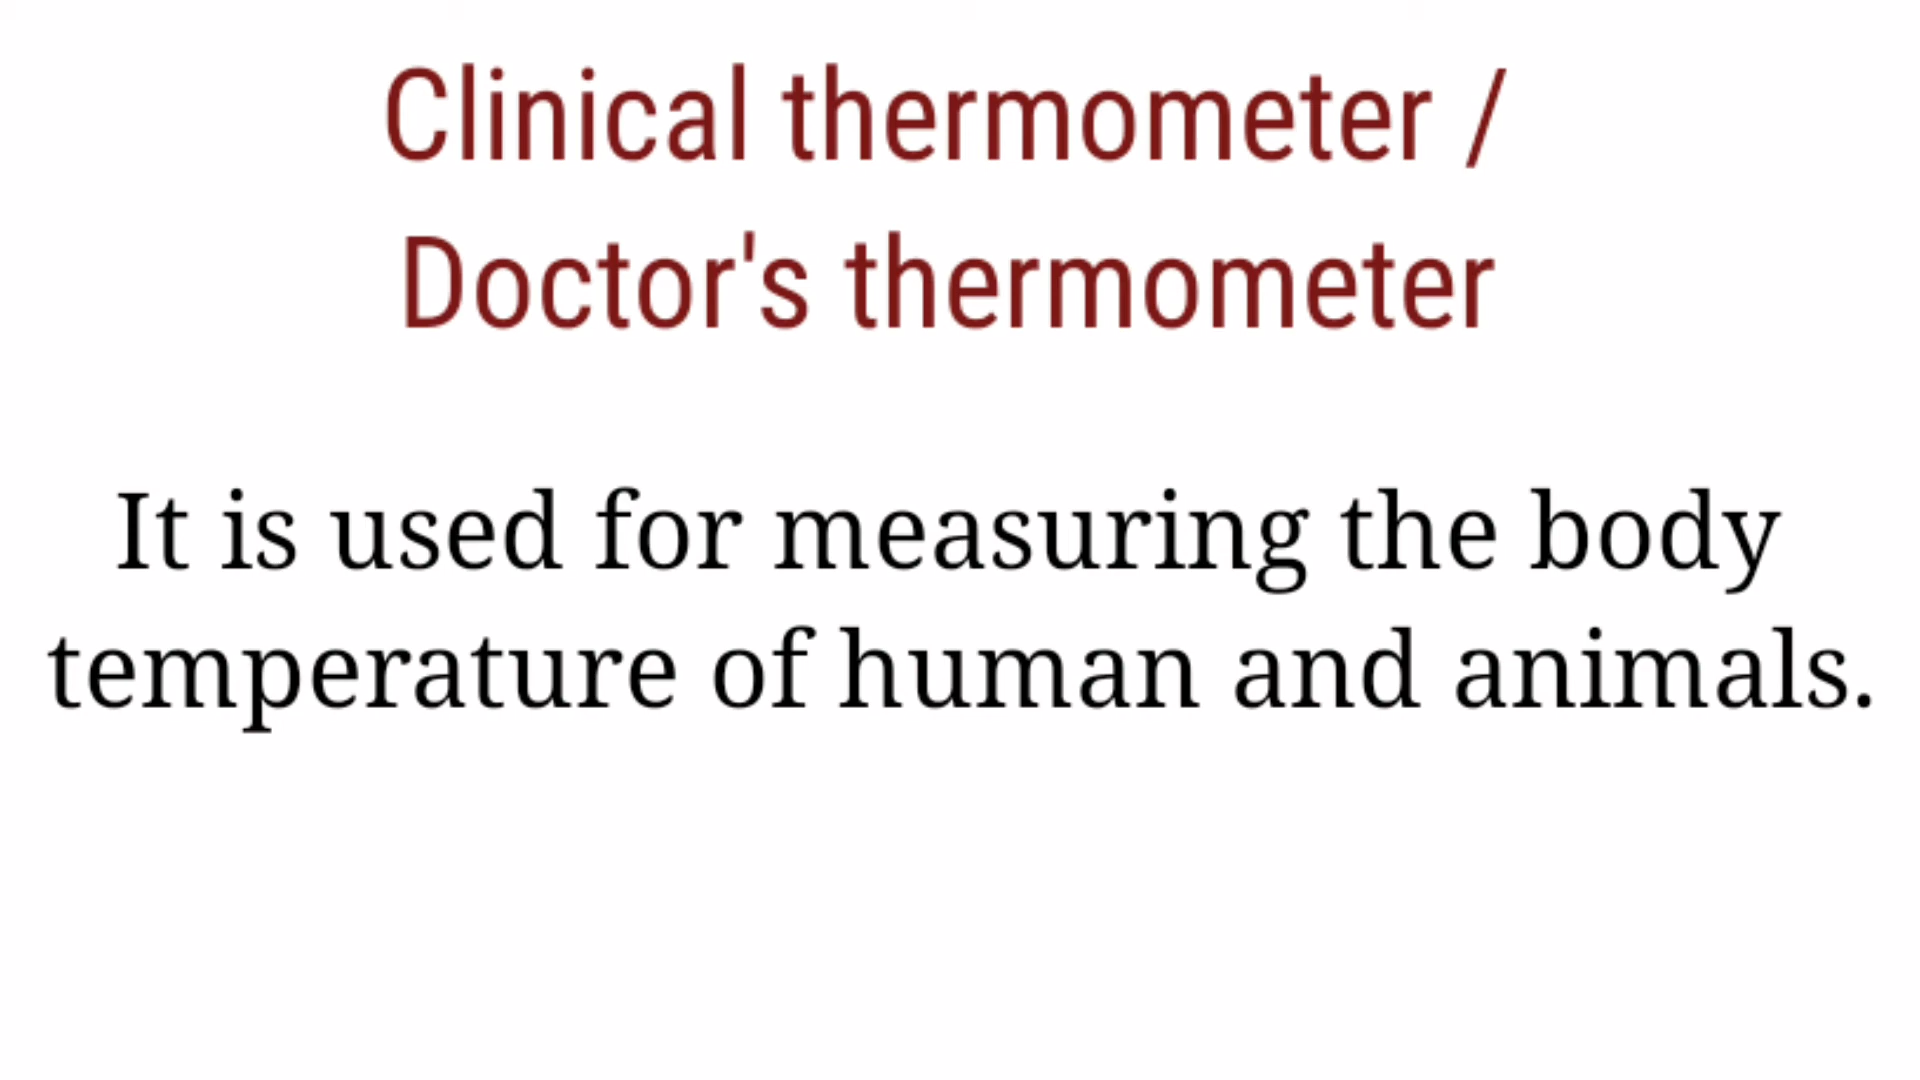 Clinical thermometer /
Doctor's thermometer
It is used for measuring the body
temperature of human and animals.